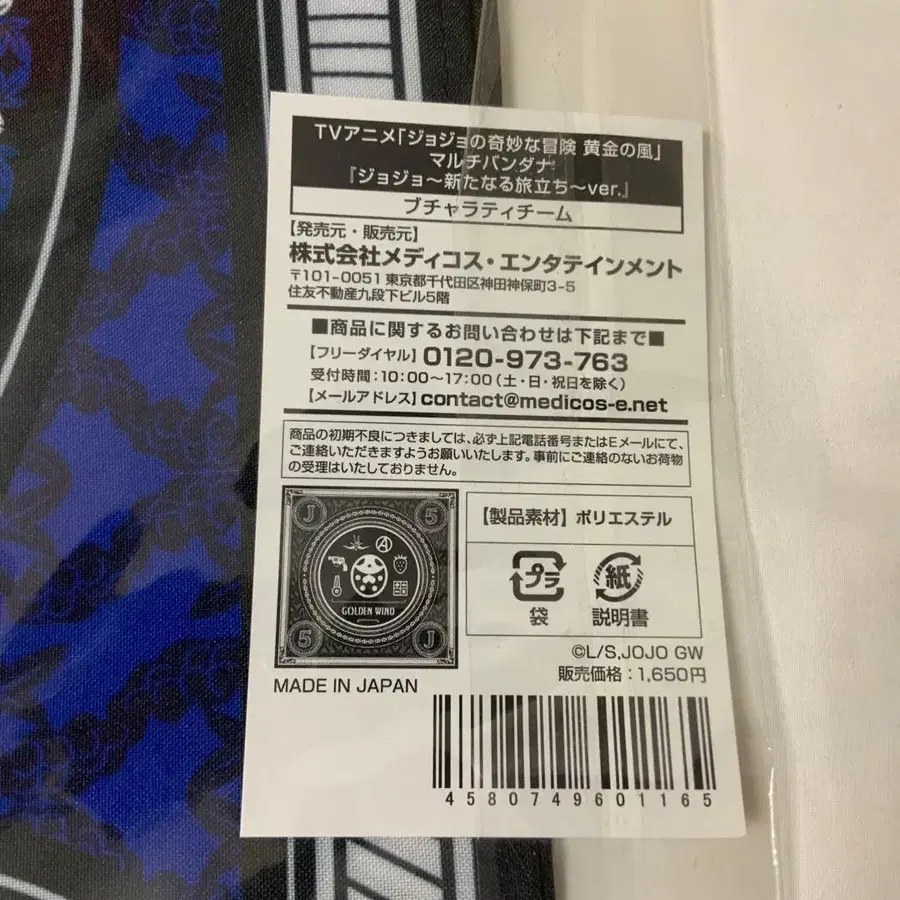 TVアニメ「ジョジョの奇妙な冒険 黄金の風」
マルチバンダナ
『ジョジョ～新たなる旅立ち～ver.』
ブチャラティチーム
【発売元・販売元】
株式会社メディコス・エンタテインメント
〒101-0051 東京都千代田区神田神保町3-5
住友不動産九段下ビル5階
■商品に関するお問い合わせは下記まで■
【フリーダイヤル】0120-973-763
受付時間：10:00～17:00（土・日・祝日を除く）
【メールアドレス】contact@medicos-e.net
商品の初期不良につきましては、必ず上記電話番号またはEメールにて、
ご連絡いただきますようお願いいたします。事前にご連絡のないお荷物
の受理はいたしておりません。
J 5
GOLDEN WIND
5 J
【製品素材】ポリエステル
プラ
袋
紙
説明書
©L/S,JOJO GW
販売価格：1,650円
MADE IN JAPAN
4580749601165